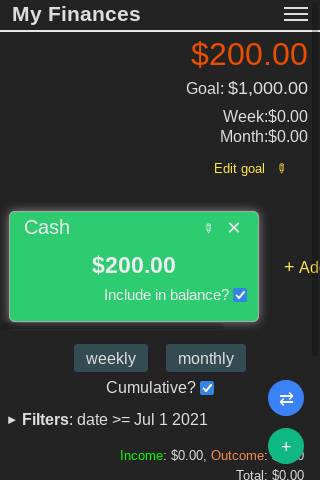 My Finances
$200.00
Goal: $1,000.00
Week:$0.00
Month:$0.00
Edit goal
Cash
$200.00
Include in balance?
+ Ad
weekly
monthly
Cumulative?
▸ Filters: date >= Jul 1 2021
Income: $0.00, Outcome:
Total: $0.00